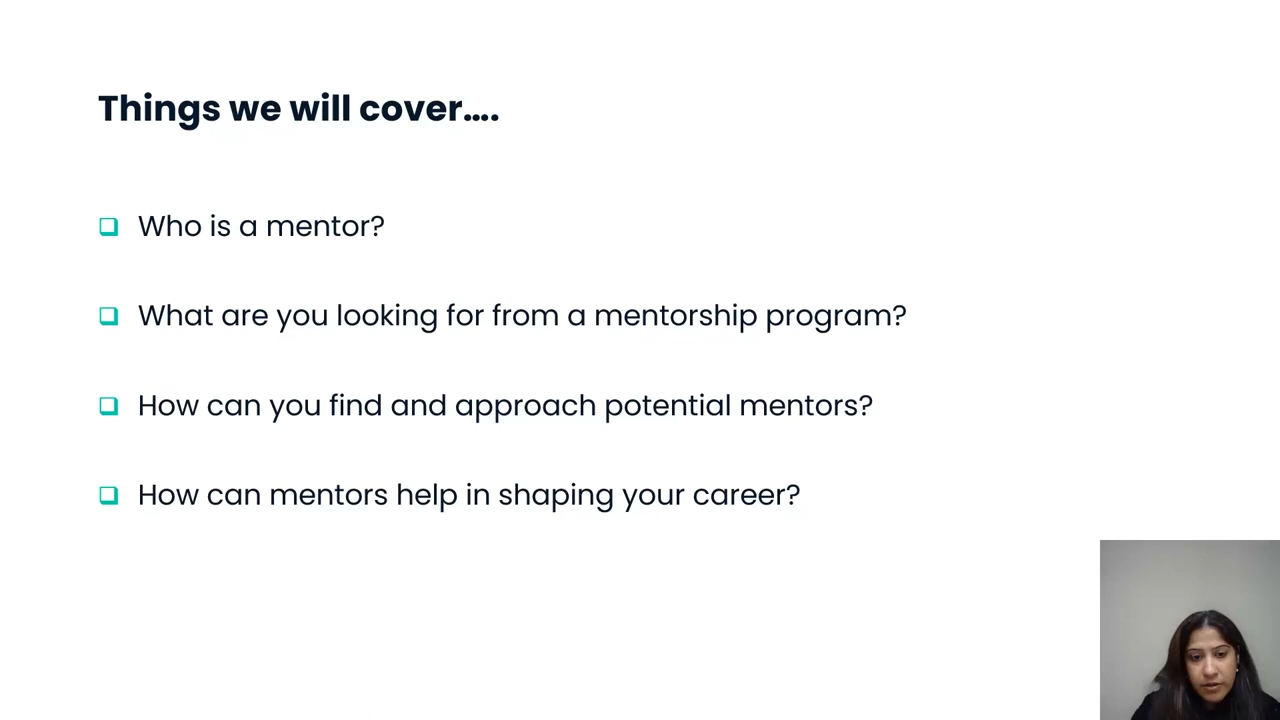 Things we will cover....
Who is a mentor?
What are you looking for from a mentorship program?
How can you find and approach potential mentors?
How can mentors help in shaping your career?